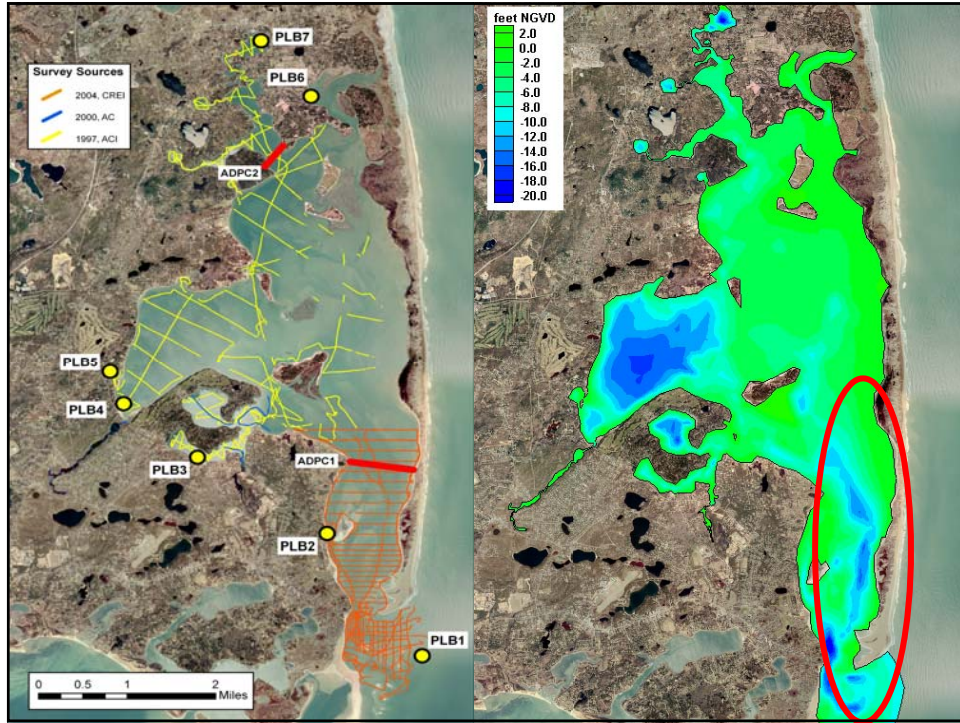 PLB7
Survey Sources
2004, CREI
2000, AC
1997, ACI
PLB6
ADPC2
PLB5
PLB4
PLB3
ADPC1
PLB2
PLB1
0 0.5 1 2
Miles
feet NGVD
2.0
0.0
-2.0
-4.0
-6.0
-8.0
-10.0
-12.0
-14.0
-16.0
-18.0
-20.0